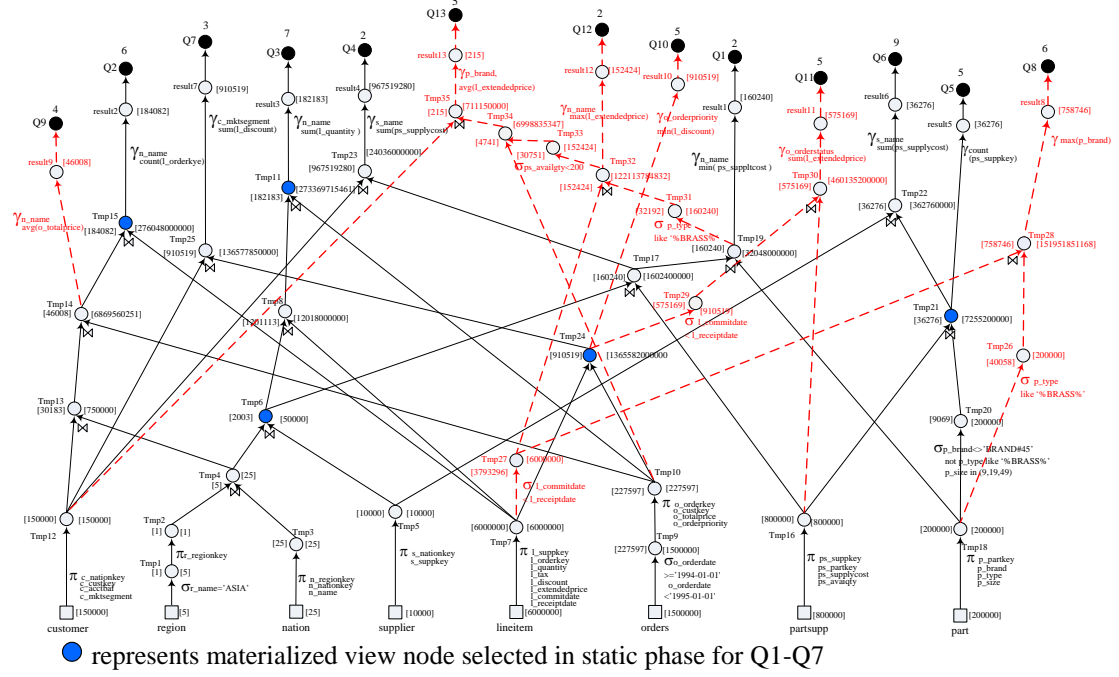 5
Q13
3
Q7
6
Q2
7
Q3
2
Q4
2
Q12
5
Q10
2
Q1
5
Q11
9
Q6
5
Q5
6
Q8
4
Q9
result13 [215]
γp_brand,
avg(l_extendedprice)
[711150000]
Tmp35
[215]
result7 [910519]
γc_mktsegment
sum(l_discount)
result2 [184082]
γn_name
count(l_orderkye)
result3 [182183]
γn_name
sum(l_quantity )
result4 [967519280]
γs_name
sum(ps_supplycost)
Tmp23 [24036000000]
[967519280]
result12 [152424]
γn_name
max(l_extendedprice)
result10 [910519]
γo_orderpriority
min(l_discount)
result1 [160240]
γn_name
min(ps_suppltcost )
result11 [575169]
γo_orderstatus
sum(l_extendedprice)
Tmp30
[575169] [460135200000]
result6 [36276]
γs_name
sum(ps_supplycost)
result5 [36276]
γcount
(ps_suppkey)
result8 [758746]
γmax(p_brand)
result9 [46008]
γn_name
avg(o_totalprice)
Tmp34 [6998835347]
[4741]
Tmp33
[152424]
[30751]
σps_availgty<200
Tmp32
[122113784832]
[152424]
Tmp31
[32192] [160240]
σ p_type
like ‘%BRASS%’
Tmp11
[182183] [273369715461]
Tmp15
[184082] [276048000000]
Tmp25
[910519] [136577850000]
Tmp22
[36276] [362760000]
Tmp28
[758746] [151951851168]
Tmp19
[160240] [32048000000]
Tmp17
[160240] [1602400000]
Tmp29
[575169] [910519]
σ l_commitdate
< l_receiptdate
Tmp14
[46008] [6869560251]
Tmp8
[1201113] [12018000000]
Tmp24
[910519] [1365582000000
Tmp21
[36276] [7255200000]
Tmp26
[40058] [200000]
σ p_type
like ‘%BRASS%’
Tmp13
[30183] [750000]
Tmp6
[2003] [50000]
Tmp20
[9069] [200000]
σp_brand<>'BRAND#45'
not p_type like ‘%BRASS%’
p_size in (9,19,49)
Tmp4
[5] [25]
Tmp27
[3793296] [6000000]
σ l_commitdate
< l_receiptdate
Tmp10
[227597] [227597]
π o_orderkey
o_custkey
o_totalprice
o_orderpriority
[150000] [150000]
Tmp12
Tmp2
[1] [1]
πr_regionkey
Tmp3
[25] [25]
[10000] [10000]
Tmp5
[6000000] [6000000]
Tmp7
Tmp9
[227597] [1500000]
σo_orderdate
>='1994-01-01'
o_orderdate
<'1995-01-01'
[800000] [800000]
Tmp16
[200000] [200000]
Tmp18
π c_nationkey
c_custkey
c_acctbal
c_mktsegment
Tmp1
[1] [5]
σr_name='ASIA'
π n_regionkey
n_nationkey
n_name
π s_nationkey
s_suppkey
π l_suppkey
l_orderkey
l_quantity
l_tax
l_discount
l_extendedprice
l_commitdate
l_receiptdate
π ps_suppkey
ps_partkey
ps_supplycost
ps_avaiqty
π p_partkey
p_brand
p_type
p_size
[150000] [5] [25] [10000] [6000000] [1500000] [800000] [200000]
customer region nation supplier lineitem orders partsupp part
represents materialized view node selected in static phase for Q1-Q7